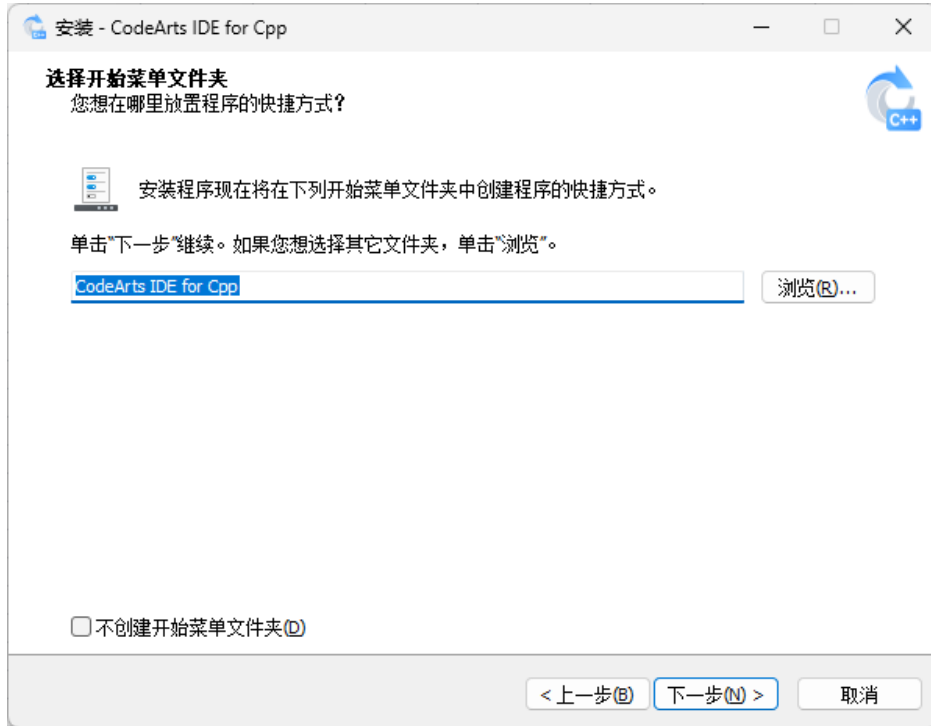 安装 - CodeArts IDE for Cpp
选择开始菜单文件夹
您想在哪里放置程序的快捷方式?
C++
安装程序现在将在下列开始菜单文件夹中创建程序的快捷方式。
单击"下一步"继续。如果您想选择其它文件夹，单击"浏览"。
CodeArts IDE for Cpp
浏览(R)...
不创建开始菜单文件夹(D)
< 上一步(B)
下一步(N) >
取消